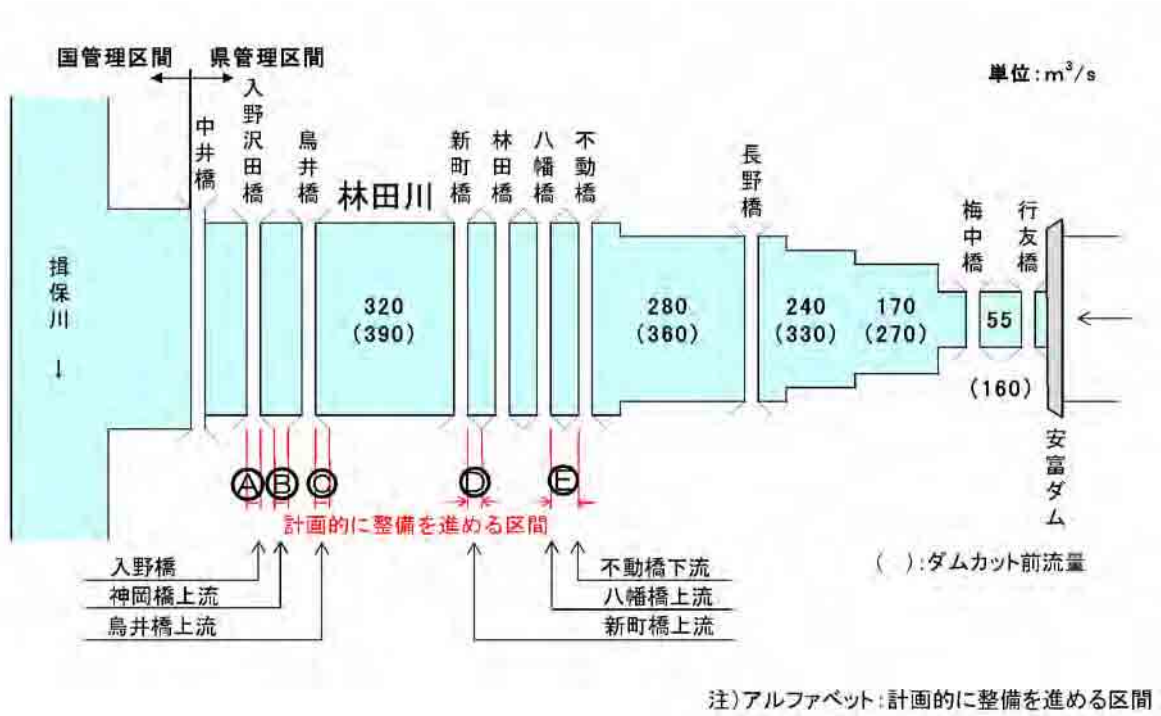 国管理区間
県管理区間
単位:m³/s
中井橋
入野沢田橋
鳥井橋
林田川
新町橋
林田橋
八幡橋
不動橋
長野橋
梅中橋
行友橋
揖保川
↓
320
(390)
280
(360)
240
(330)
170
(270)
55
(160)
安富ダム
Ⓐ Ⓑ Ⓒ Ⓓ Ⓔ
計画的に整備を進める区間
( ):ダムカット前流量
入野橋
神岡橋上流
鳥井橋上流
不動橋下流
八幡橋上流
新町橋上流
注)アルファベット:計画的に整備を進める区間